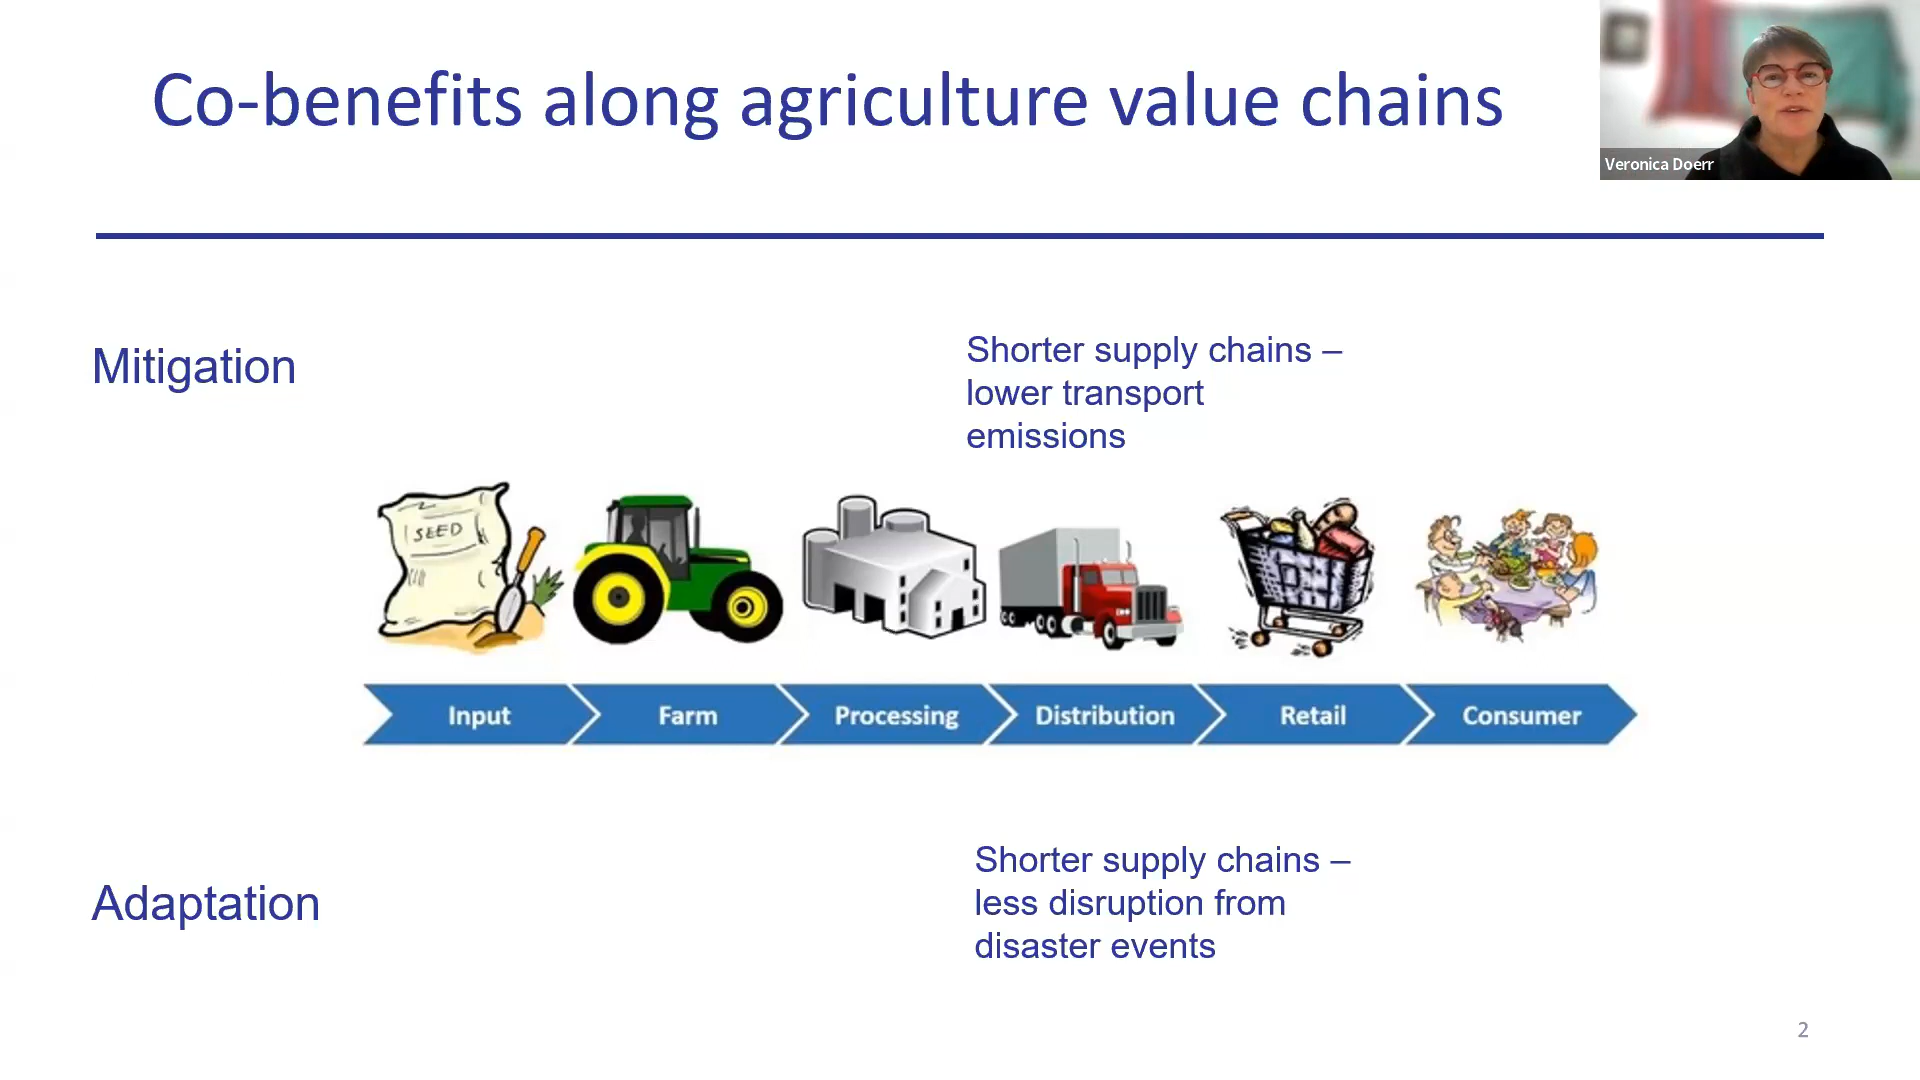 Co-benefits along agriculture value chains
Veronica Doerr
Mitigation
Shorter supply chains –
lower transport
emissions
SEED
Input
Farm
Processing
Distribution
Retail
Consumer
Adaptation
Shorter supply chains –
less disruption from
disaster events
2